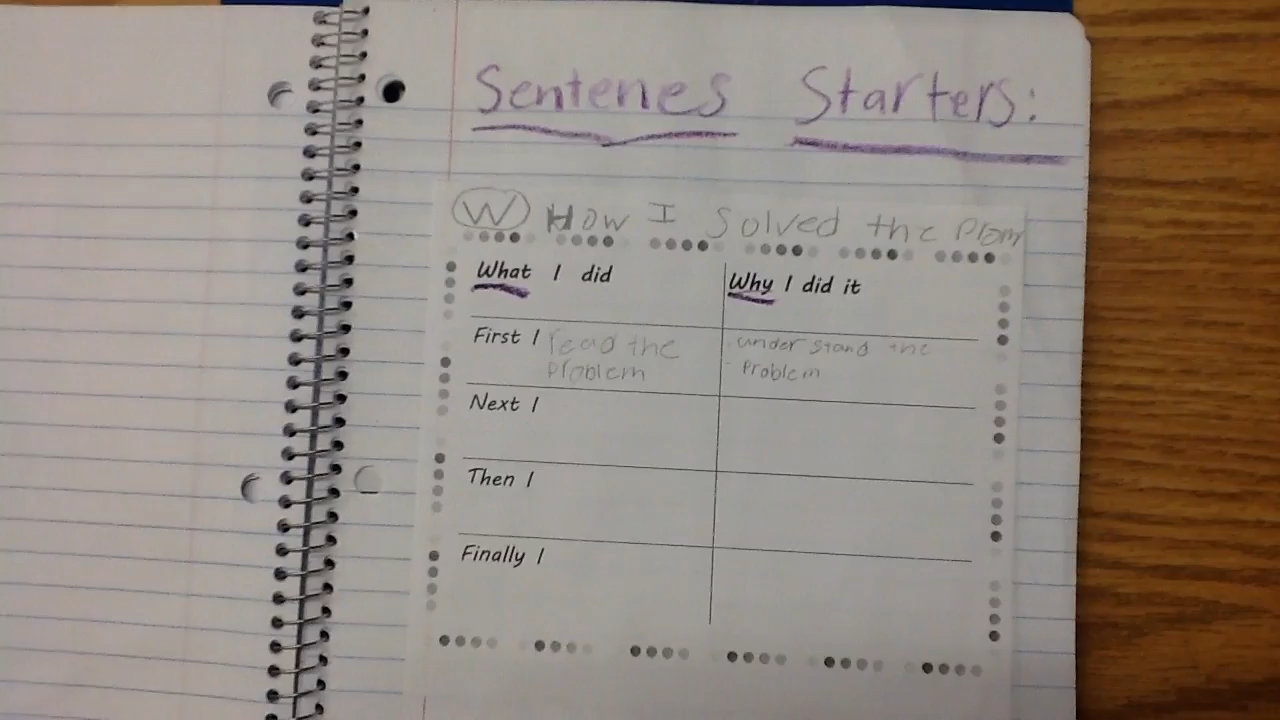 Sentenes Starters:
W How I Solved the Plom
What I did
Why I did it
First I read the
problem
understand the
Problem
Next I
Then I
Finally I